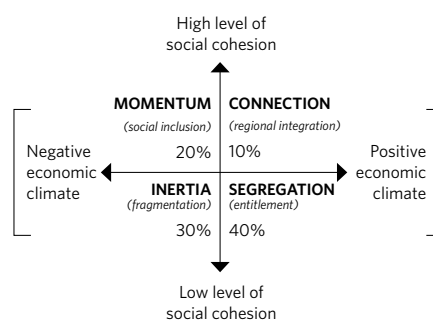 High level of
social cohesion
MOMENTUM
CONNECTION
(social inclusion)
(regional integration)
20%
10%
Negative
economic
climate
Positive
economic
climate
INERTIA
SEGREGATION
(fragmentation)
(entitlement)
30%
40%
Low level of
social cohesion